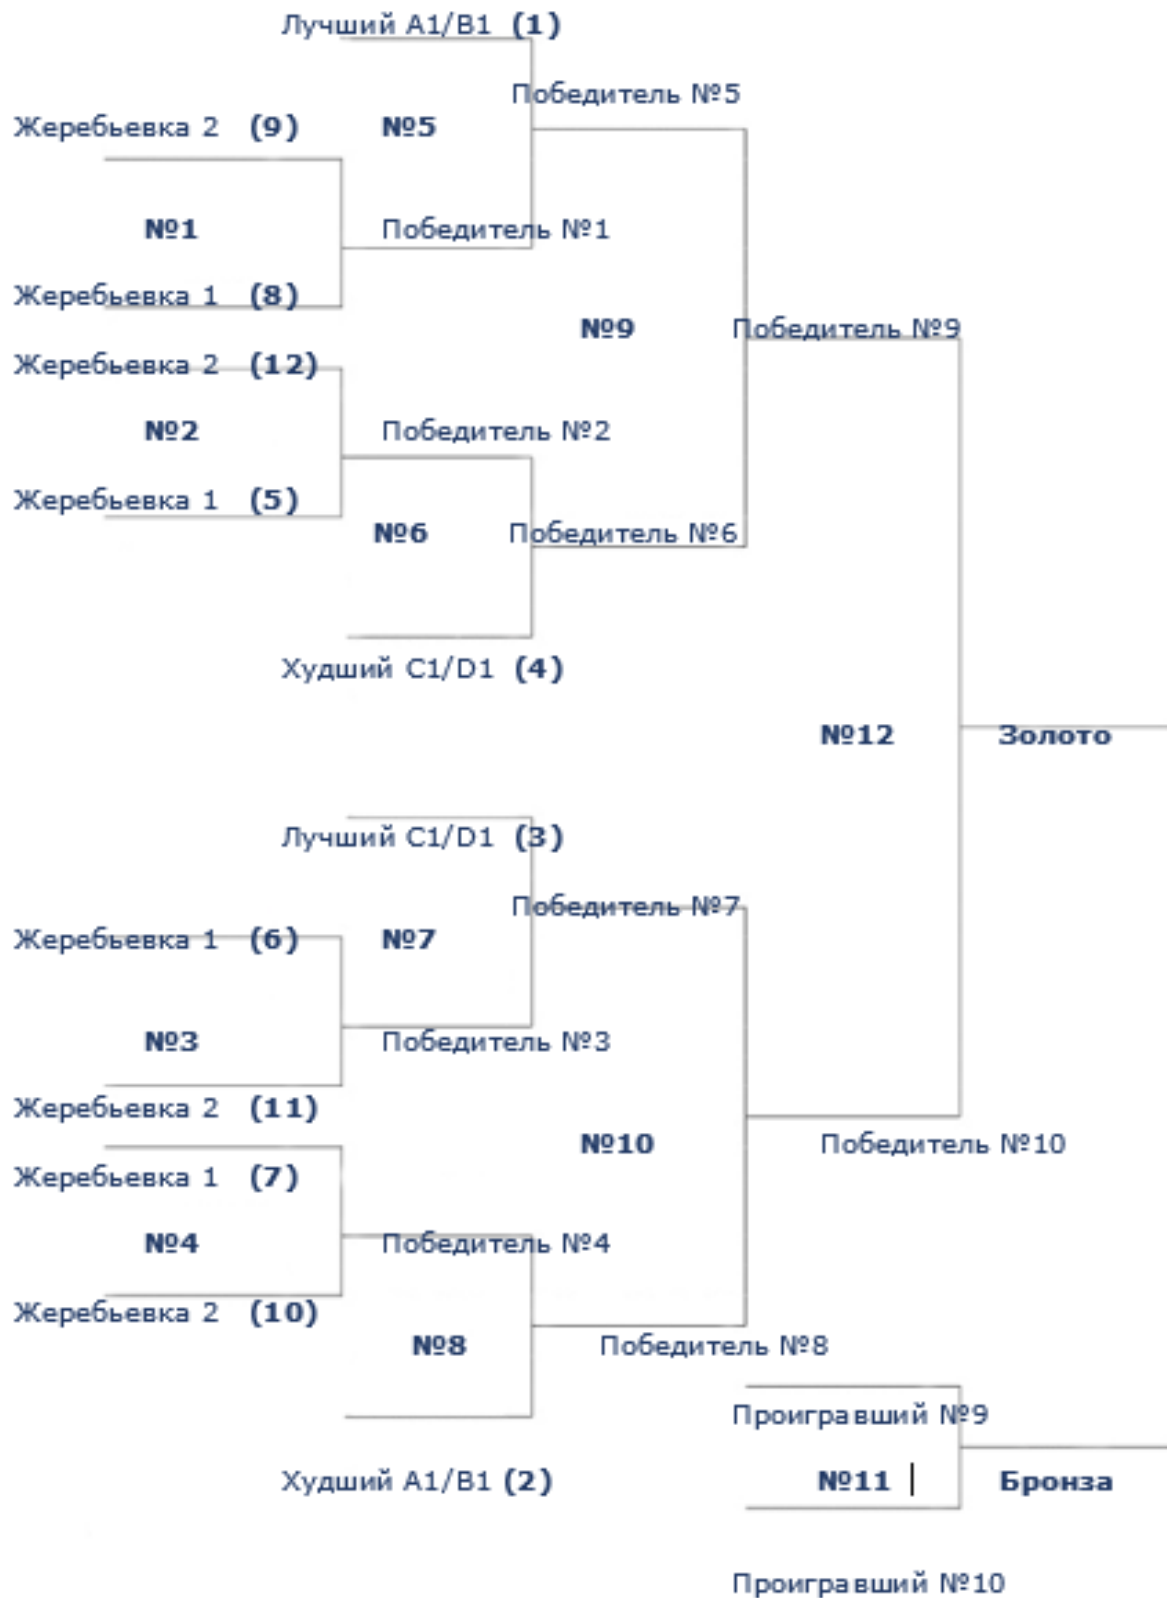 Лучший A1/B1 (1)
Победитель №5
Жеребьевка 2 (9) №5
№1 Победитель №1
Жеребьевка 1 (8)
№9 Победитель №9
Жеребьевка 2 (12)
№2 Победитель №2
Жеребьевка 1 (5)
№6 Победитель №6
Худший C1/D1 (4)
№12 Золото
Лучший C1/D1 (3)
Победитель №7
Жеребьевка 1 (6) №7
№3 Победитель №3
Жеребьевка 2 (11)
№10 Победитель №10
Жеребьевка 1 (7)
№4 Победитель №4
Жеребьевка 2 (10)
№8 Победитель №8
Проигравший №9
Худший A1/B1 (2) №11 Бронза
Проигравший №10